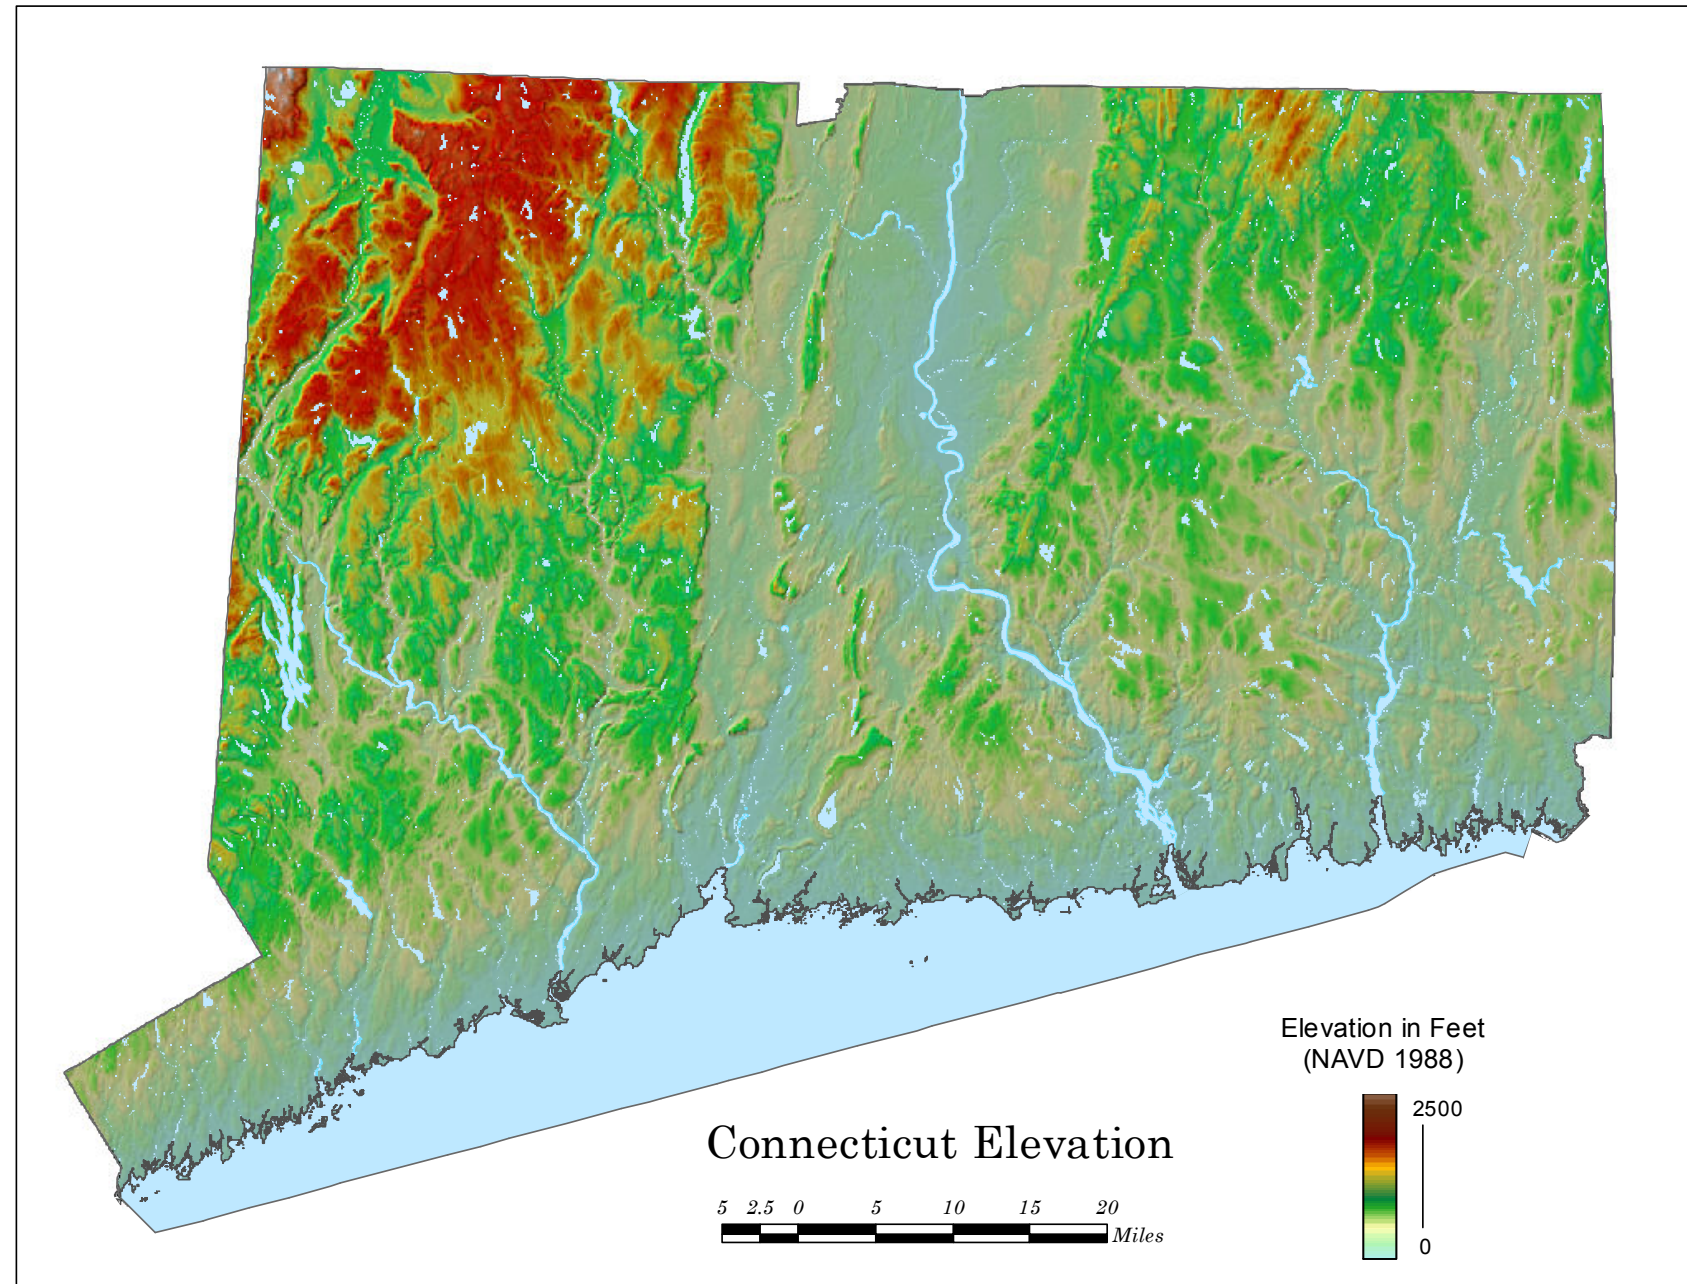 Elevation in Feet
(NAVD 1988)
2500
0
Connecticut Elevation
5 2.5 0 5 10 15 20
Miles